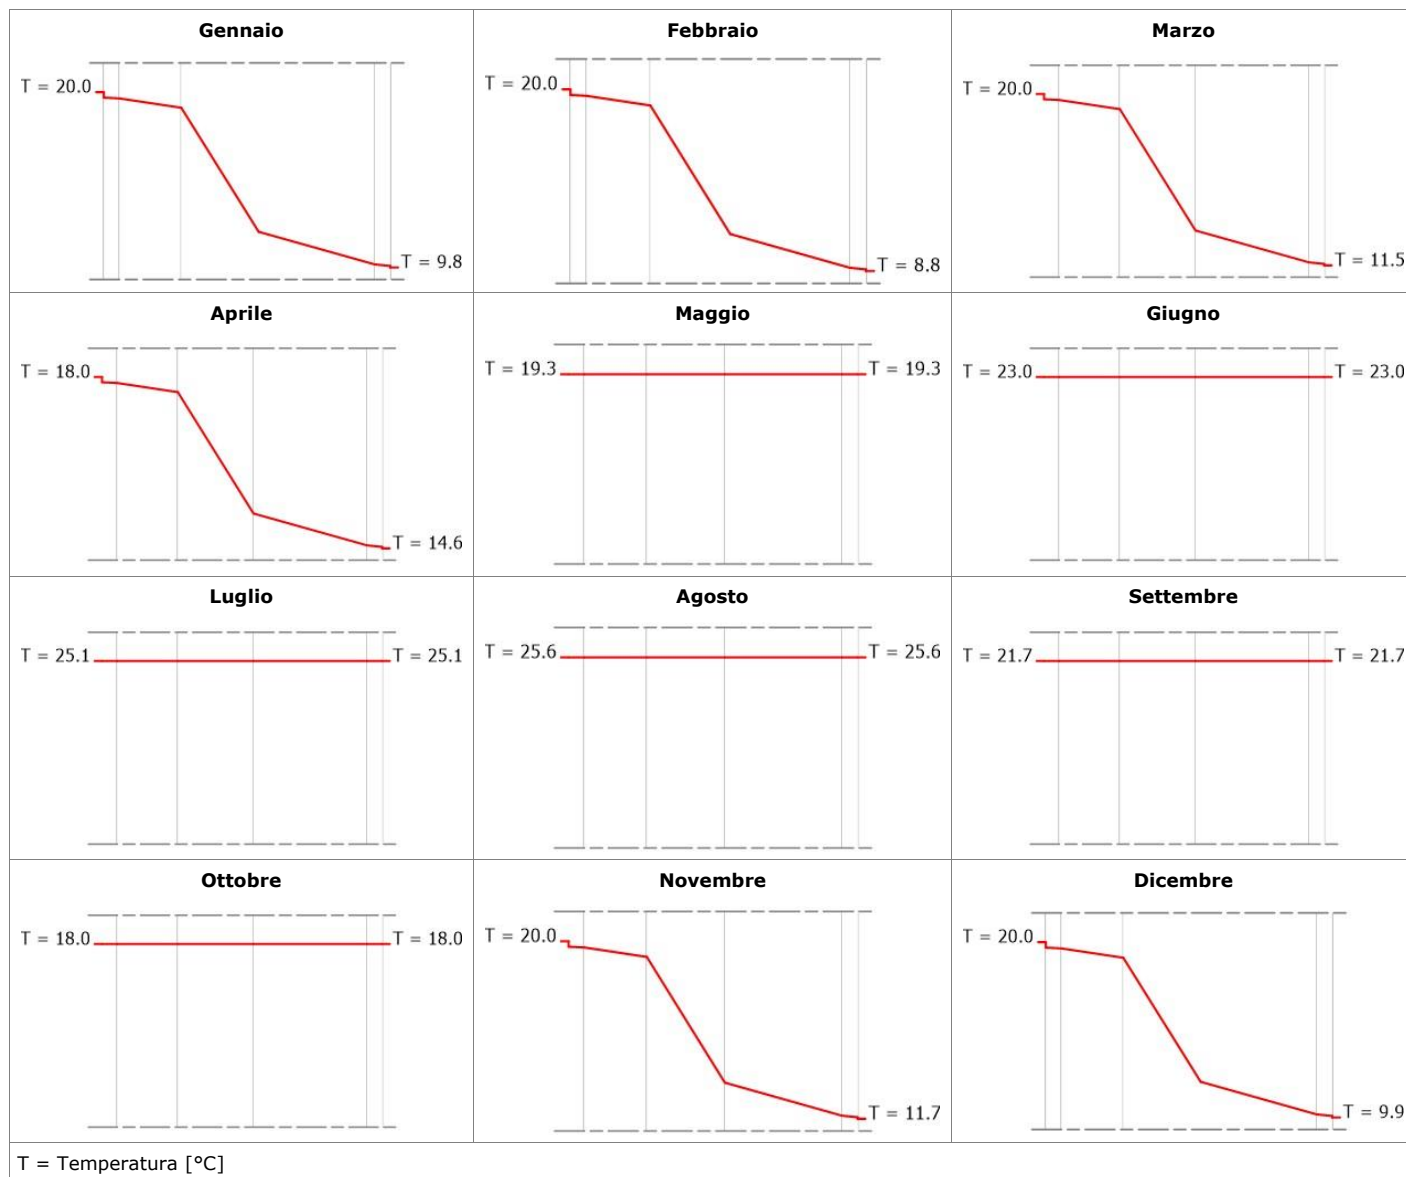 Gennaio
T = 20.0
T = 9.8
Febbraio
T = 20.0
T = 8.8
Marzo
T = 20.0
T = 11.5
Aprile
T = 18.0
T = 14.6
Maggio
T = 19.3
T = 19.3
Giugno
T = 23.0
T = 23.0
Luglio
T = 25.1
T = 25.1
Agosto
T = 25.6
T = 25.6
Settembre
T = 21.7
T = 21.7
Ottobre
T = 18.0
T = 18.0
Novembre
T = 20.0
T = 11.7
Dicembre
T = 20.0
T = 9.9
T = Temperatura [°C]